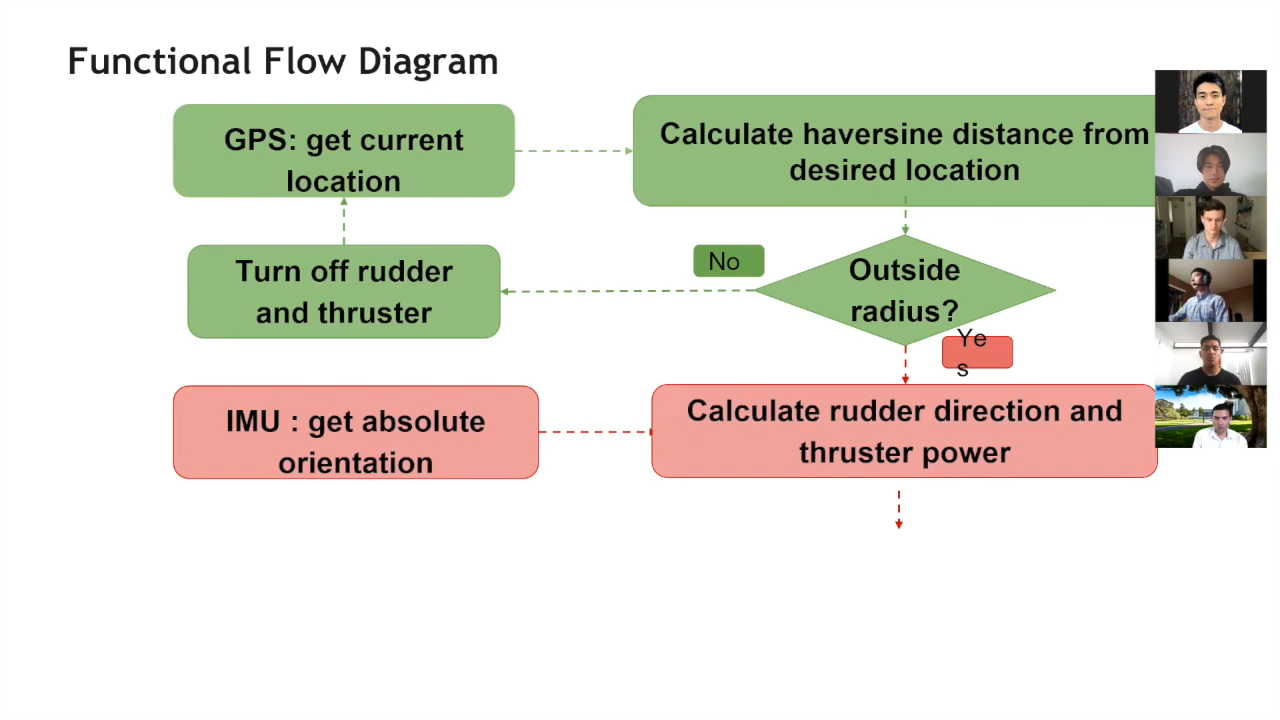 Functional Flow Diagram
GPS: get current
location
Calculate haversine distance from
desired location
Turn off rudder
and thruster
No
Outside
radius?
Ye
s
IMU : get absolute
orientation
Calculate rudder direction and
thruster power